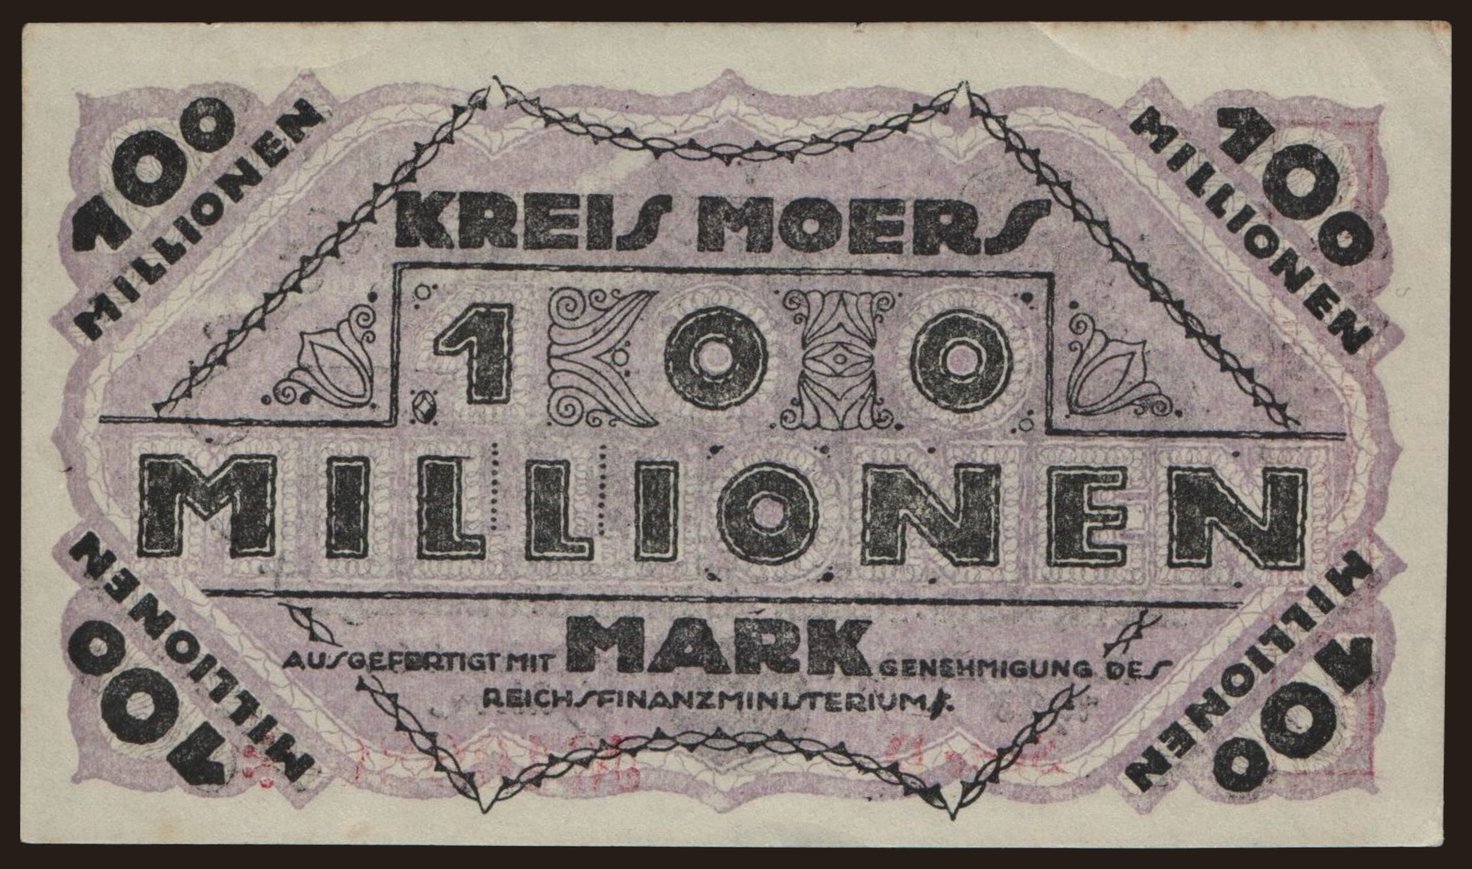 100
MILLIONEN
100
MILLIONEN
KREIS MOERS
100
MILLIONEN
MARK
AUSGEFERTIGT MIT GENEHMIGUNG DES
REICHSFINANZMINISTERIUMS.
100
MILLIONEN
100
MILLIONEN